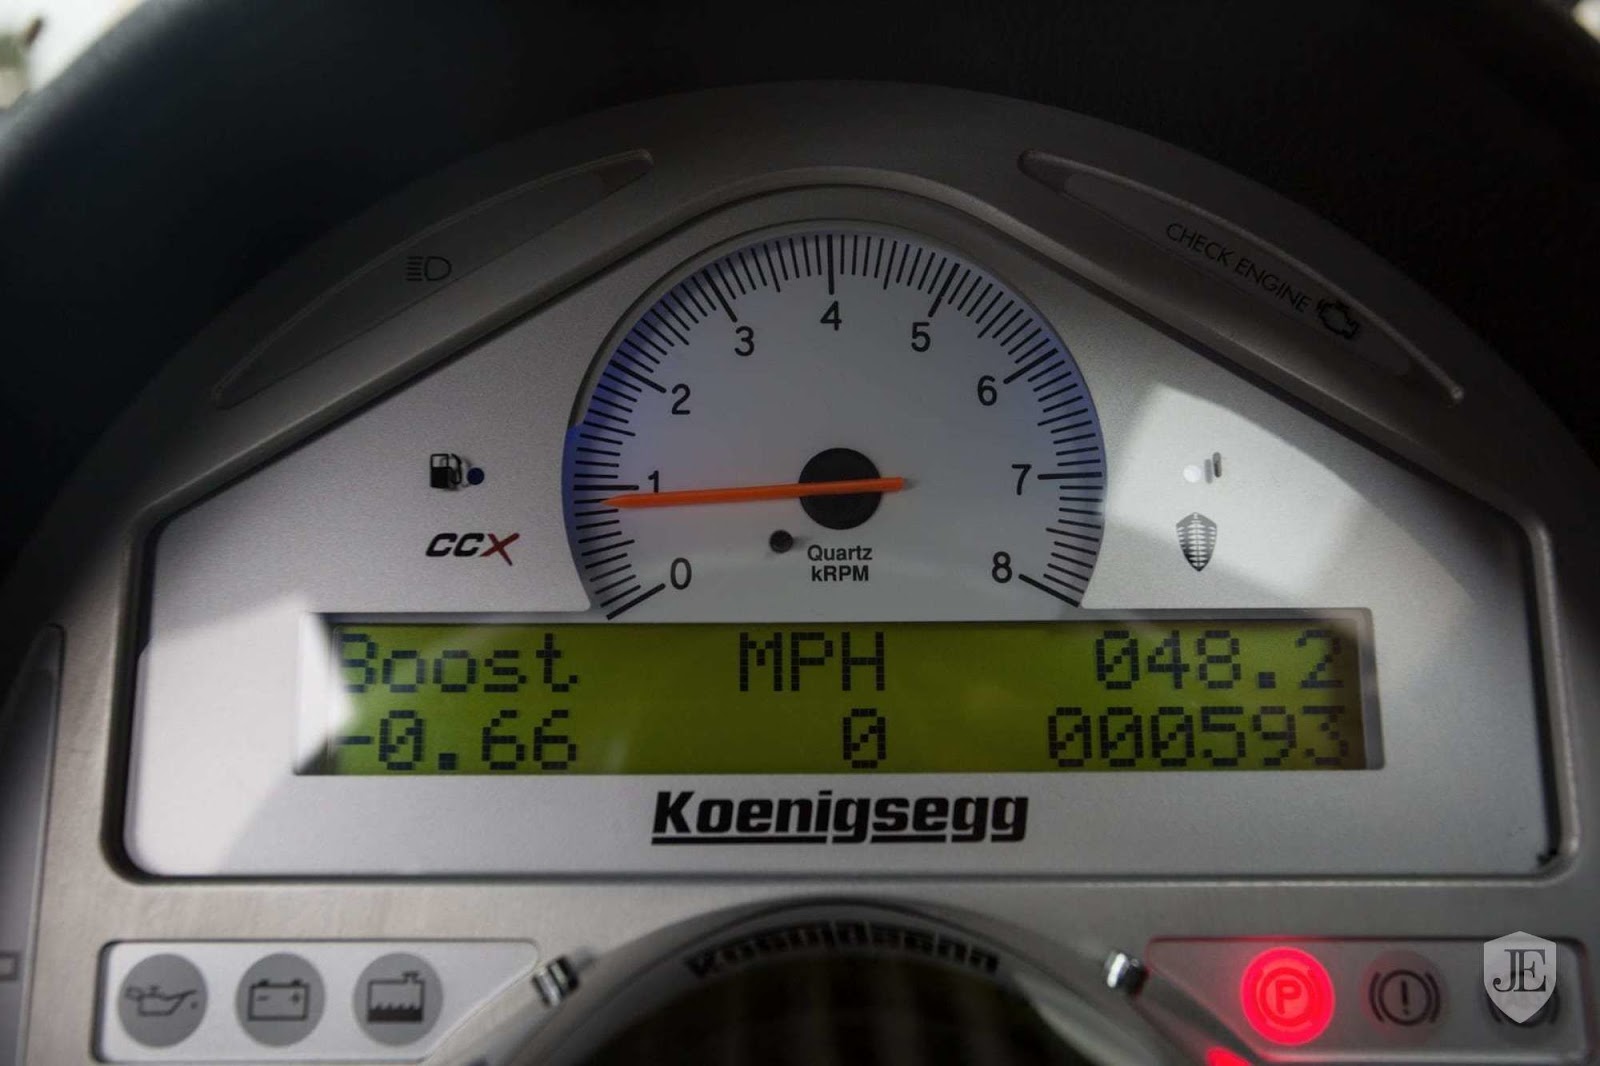 CHECK ENGINE
0
1
2
3
4
5
6
7
8
Quartz
kRPM
CCX
Boost MPH 048.2
-0.66 0 000593
Koenigsegg
P
!
JE